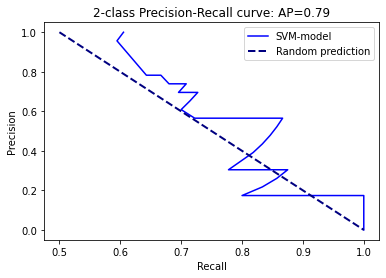 2-class Precision-Recall curve: AP=0.79
SVM-model
Random prediction
Precision
1.0
0.8
0.6
0.4
0.2
0.0
0.5 0.6 0.7 0.8 0.9 1.0
Recall